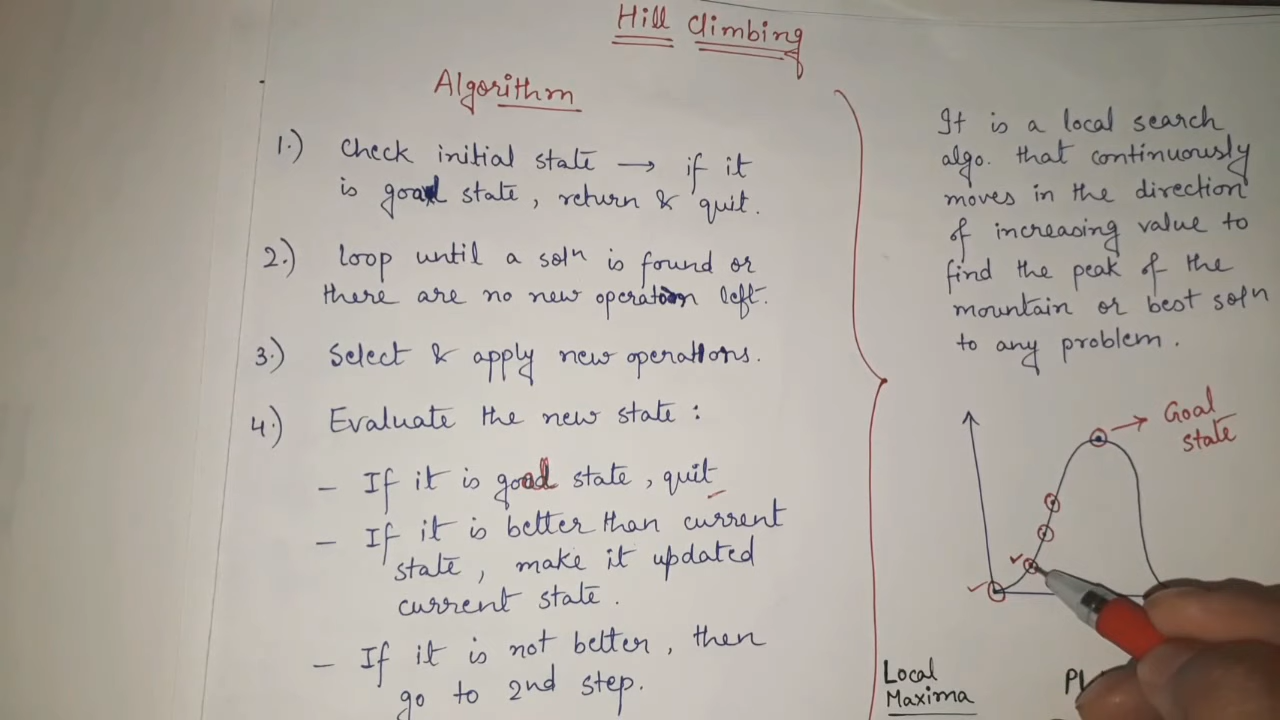 Hill Climbing
Algorithm
1.) Check initial state → if it
is goal state, return & quit.
2.) Loop until a solⁿ is found or
there are no new operation left.
3.) Select & apply new operations.
4.) Evaluate the new state :
- If it is goal state, quit
- If it is better than current
state, make it updated
current state.
- If it is not better, then
go to 2nd step.
It is a local search
algo. that continuously
moves in the direction
of increasing value to
find the peak of the
mountain or best solⁿ
to any problem.
→ Goal
state
Local
Maxima